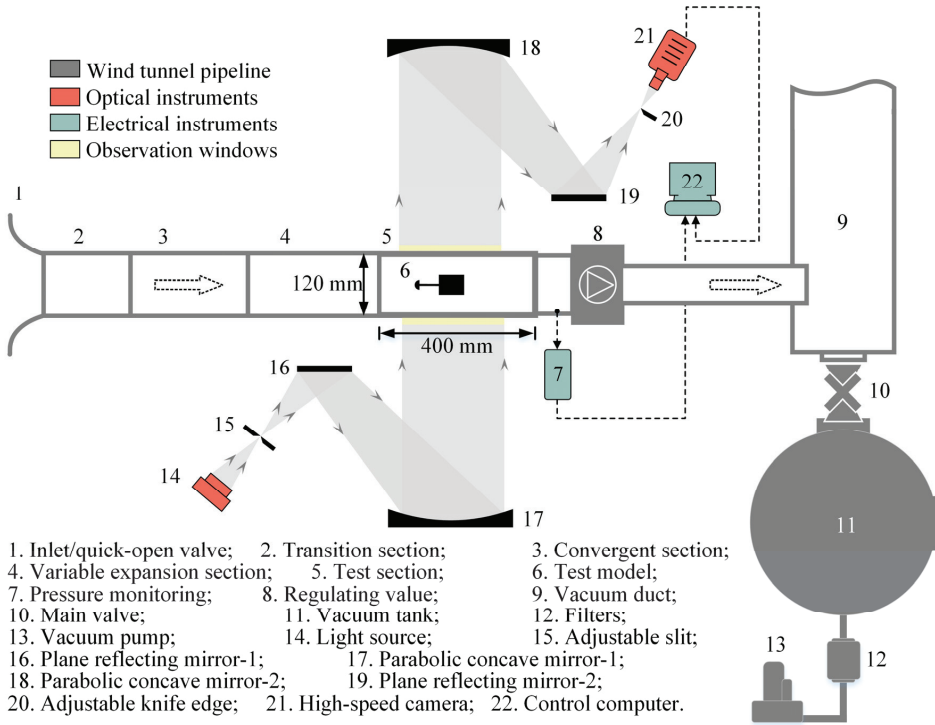 18
21
Wind tunnel pipeline
Optical instruments
Electrical instruments
Observation windows
20
19
22
1
2
3
4
5
8
9
6
120 mm
400 mm
7
16
10
15
14
17
11
1. Inlet/quick-open valve; 2. Transition section; 3. Convergent section;
4. Variable expansion section; 5. Test section; 6. Test model;
7. Pressure monitoring; 8. Regulating value; 9. Vacuum duct;
10. Main valve; 11. Vacuum tank; 12. Filters;
13. Vacuum pump; 14. Light source; 15. Adjustable slit;
16. Plane reflecting mirror-1; 17. Parabolic concave mirror-1;
18. Parabolic concave mirror-2; 19. Plane reflecting mirror-2;
20. Adjustable knife edge; 21. High-speed camera; 22. Control computer.
13
12